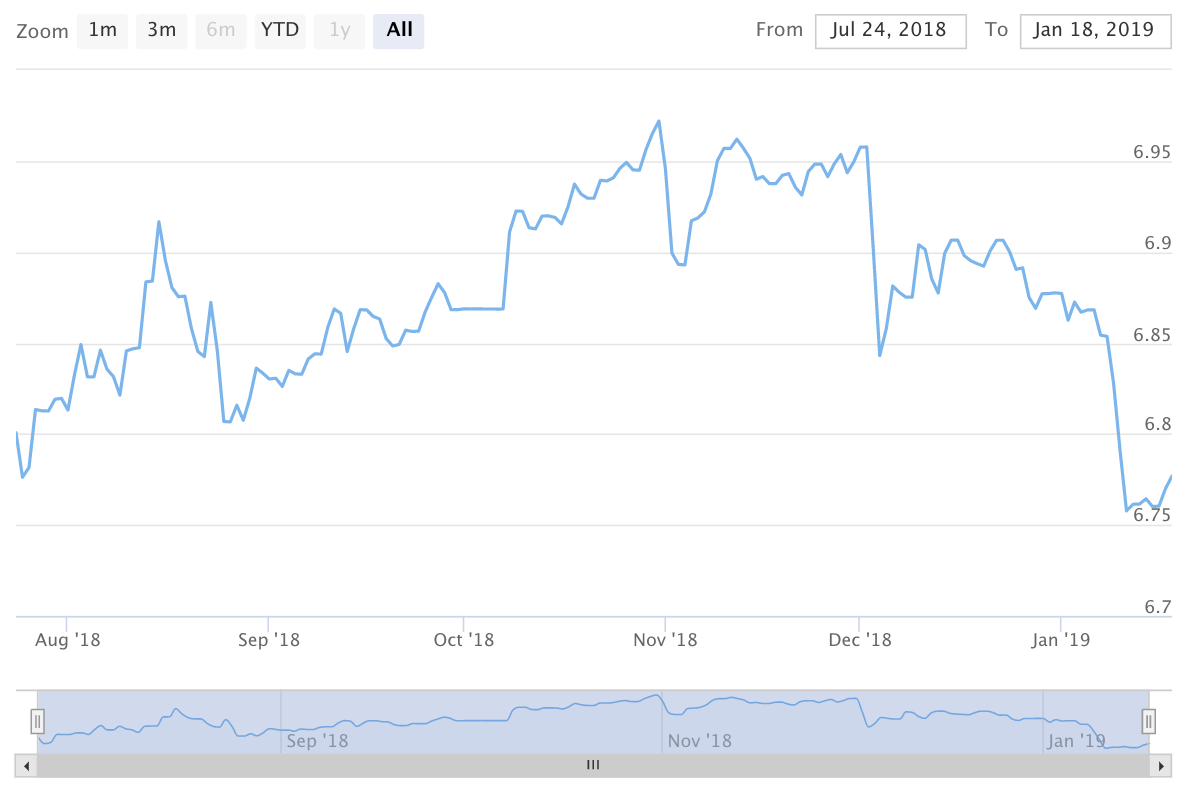 Zoom 1m 3m 6m YTD 1y All From Jul 24, 2018 To Jan 18, 2019
6.95
6.9
6.85
6.8
6.75
6.7
Aug '18 Sep '18 Oct '18 Nov '18 Dec '18 Jan '19
Sep '18 Nov '18 Jan '19